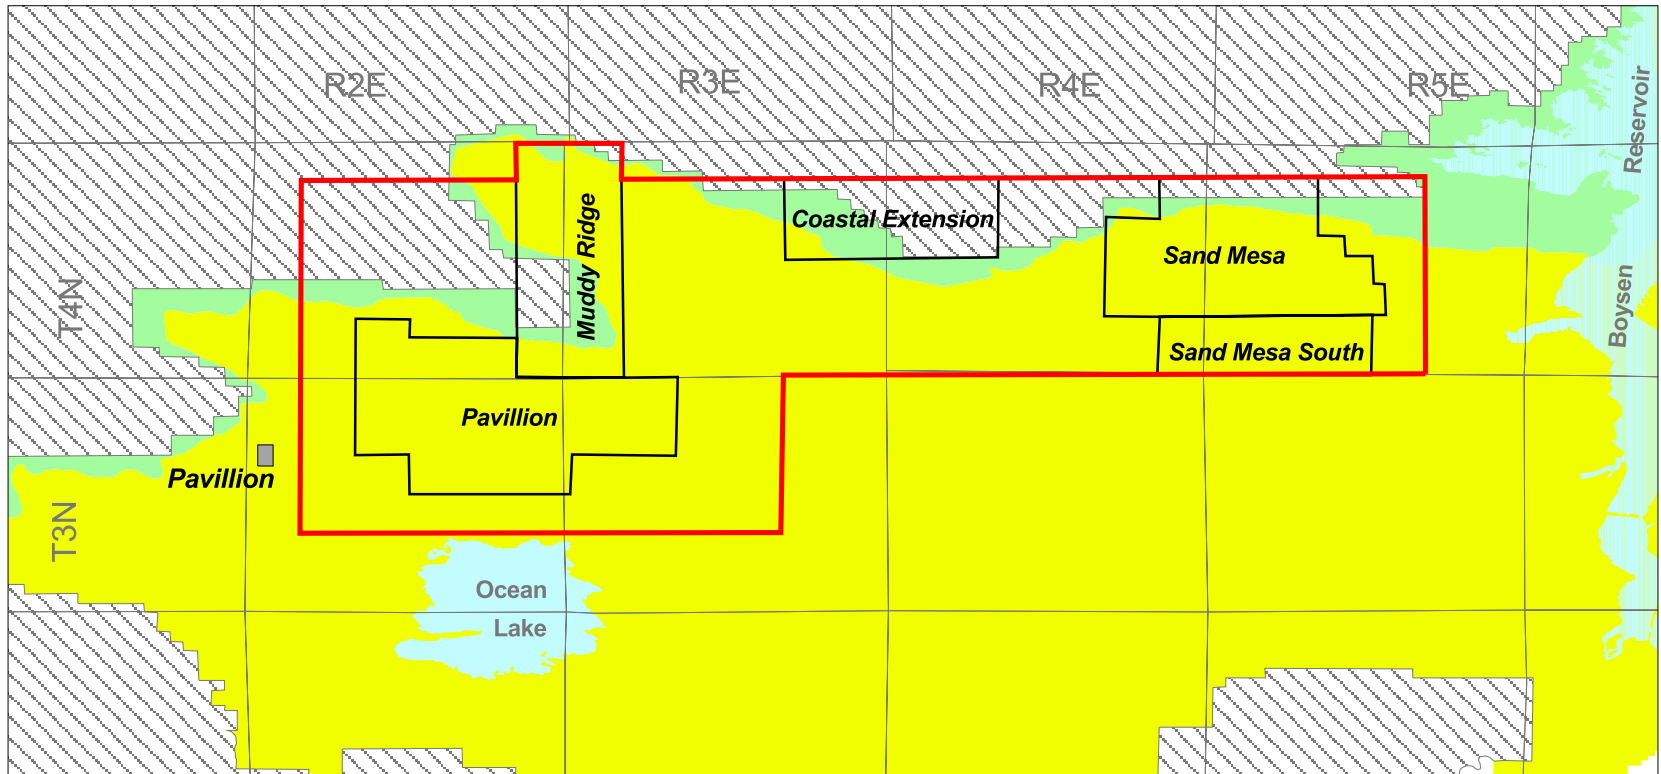 R2E
R3E
R4E
R5E
Reservoir
Coastal Extension
Muddy Ridge
Sand Mesa
T4N
Boysen
Sand Mesa South
Pavillion
Pavillion
T3N
Ocean
Lake